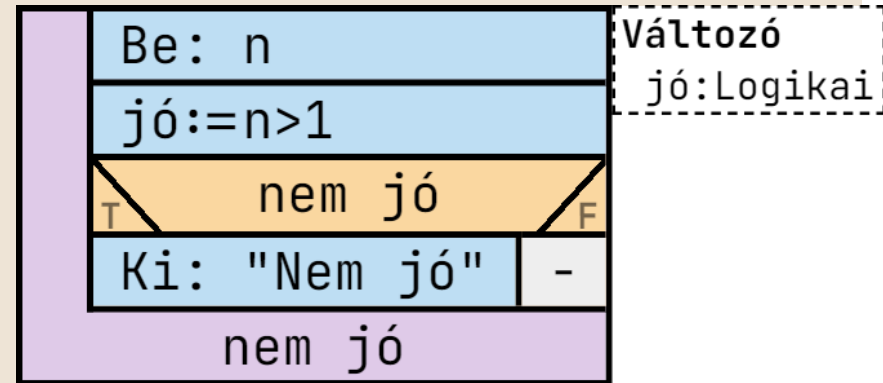 Be: n
jó:=n>1
nem jó
T
F
Ki: "Nem jó"
-
nem jó
Változó
jó:Logikai